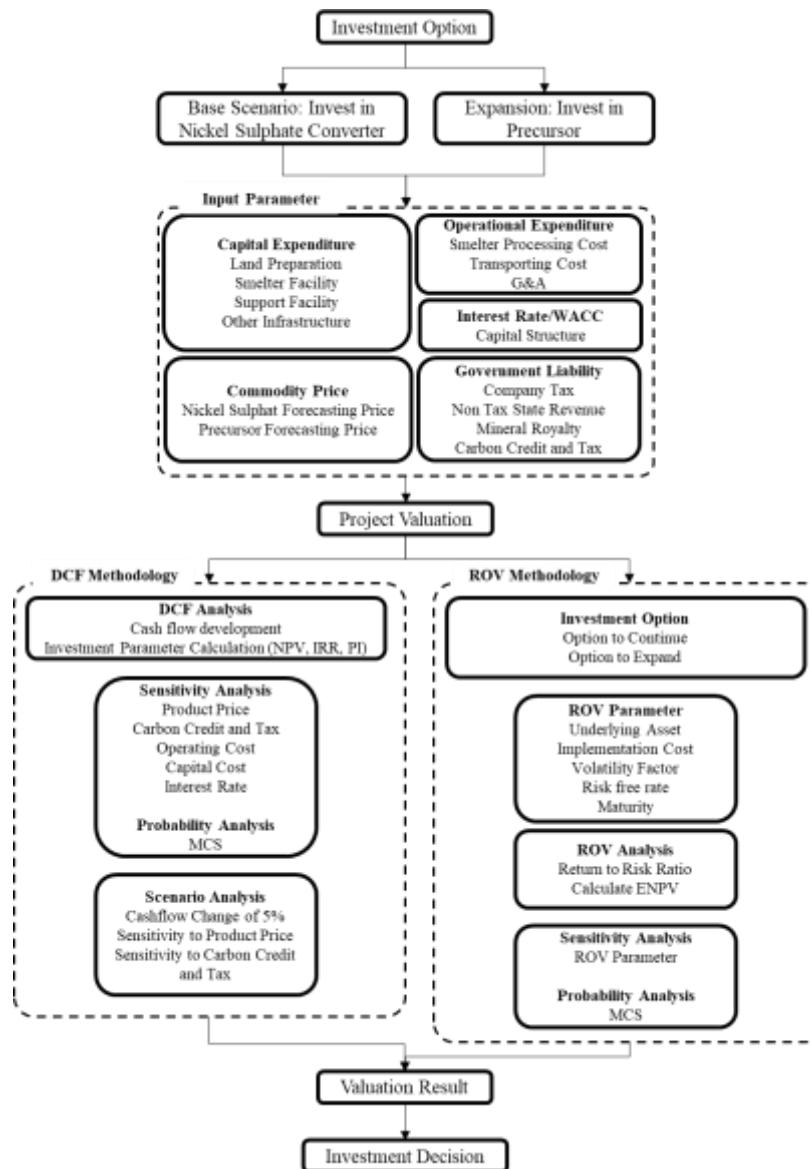 Investment Option
Base Scenario: Invest in
Nickel Sulphate Converter
Expansion: Invest in
Precursor
Input Parameter
Capital Expenditure
Land Preparation
Smelter Facility
Support Facility
Other Infrastructure
Operational Expenditure
Smelter Processing Cost
Transporting Cost
G&A
Interest Rate/WACC
Capital Structure
Commodity Price
Nickel Sulphat Forecasting Price
Precursor Forecasting Price
Government Liability
Company Tax
Non Tax State Revenue
Mineral Royalty
Carbon Credit and Tax
Project Valuation
DCF Methodology
DCF Analysis
Cash flow development
Investment Parameter Calculation (NPV, IRR, PI)
Sensitivity Analysis
Product Price
Carbon Credit and Tax
Operating Cost
Capital Cost
Interest Rate
Probability Analysis
MCS
Scenario Analysis
Cashflow Change of 5%
Sensitivity to Product Price
Sensitivity to Carbon Credit
and Tax
ROV Methodology
Investment Option
Option to Continue
Option to Expand
ROV Parameter
Underlying Asset
Implementation Cost
Volatility Factor
Risk free rate
Maturity
ROV Analysis
Return to Risk Ratio
Calculate ENPV
Sensitivity Analysis
ROV Parameter
Probability Analysis
MCS
Valuation Result
Investment Decision